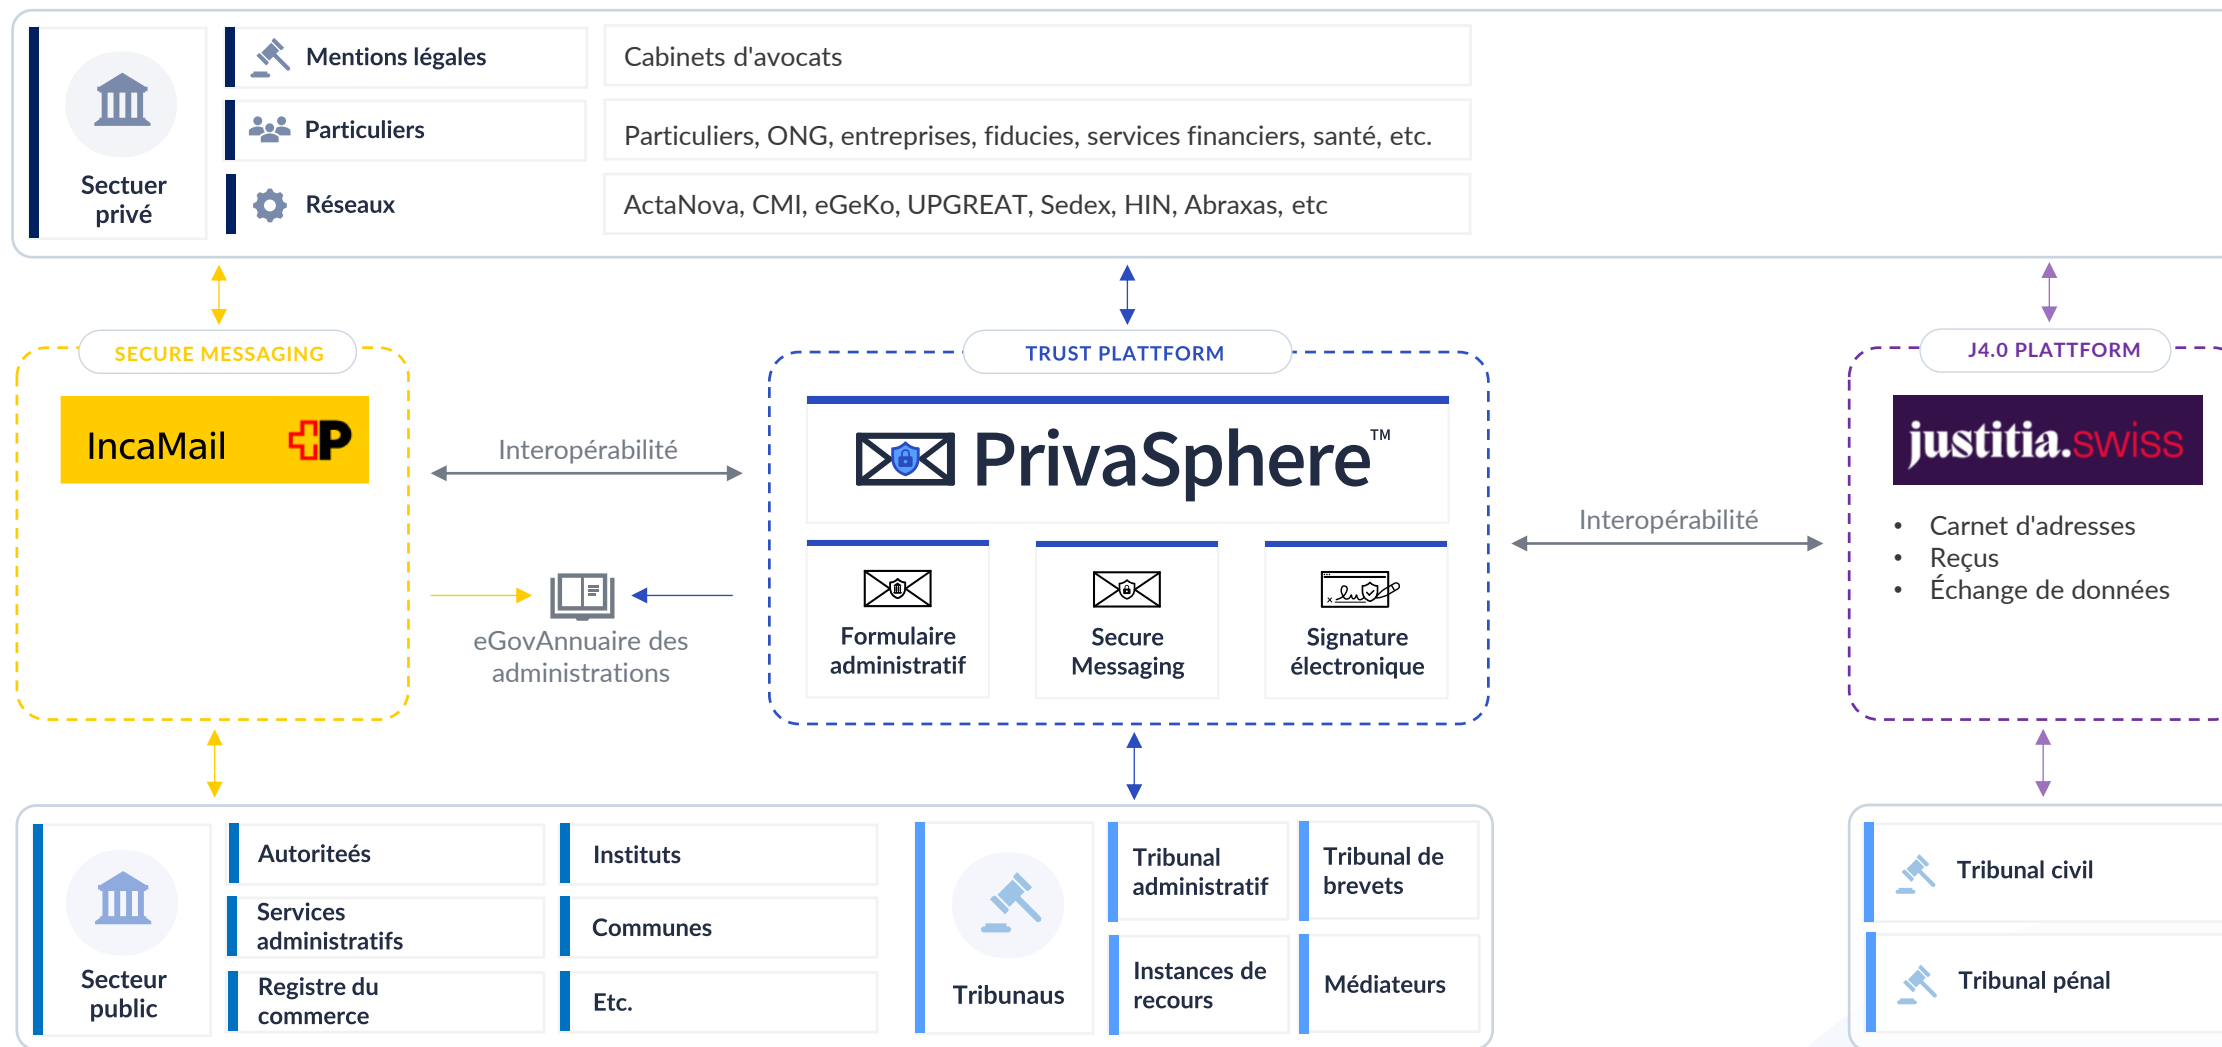 Mentions légales
Cabinets d'avocats
Particuliers
Particuliers, ONG, entreprises, fiducies, services financiers, santé, etc.
Sectuer
privé
Réseaux
ActaNova, CMI, eGeKo, UPGREAT, Sedex, HIN, Abraxas, etc
SECURE MESSAGING
IncaMail
P
Interopérabilité
eGovAnnuaire des
administrations
TRUST PLATTFORM
PrivaSphere™
Formulaire
administratif
Secure
Messaging
Signature
électronique
Interopérabilité
J4.0 PLATTFORM
justitia.swiss
• Carnet d'adresses
• Reçus
• Échange de données
Secteur
public
Autoriteés
Instituts
Services
administratifs
Communes
Registre du
commerce
Etc.
Tribunaus
Tribunal
administratif
Tribunal de
brevets
Instances de
recours
Médiateurs
Tribunal civil
Tribunal pénal